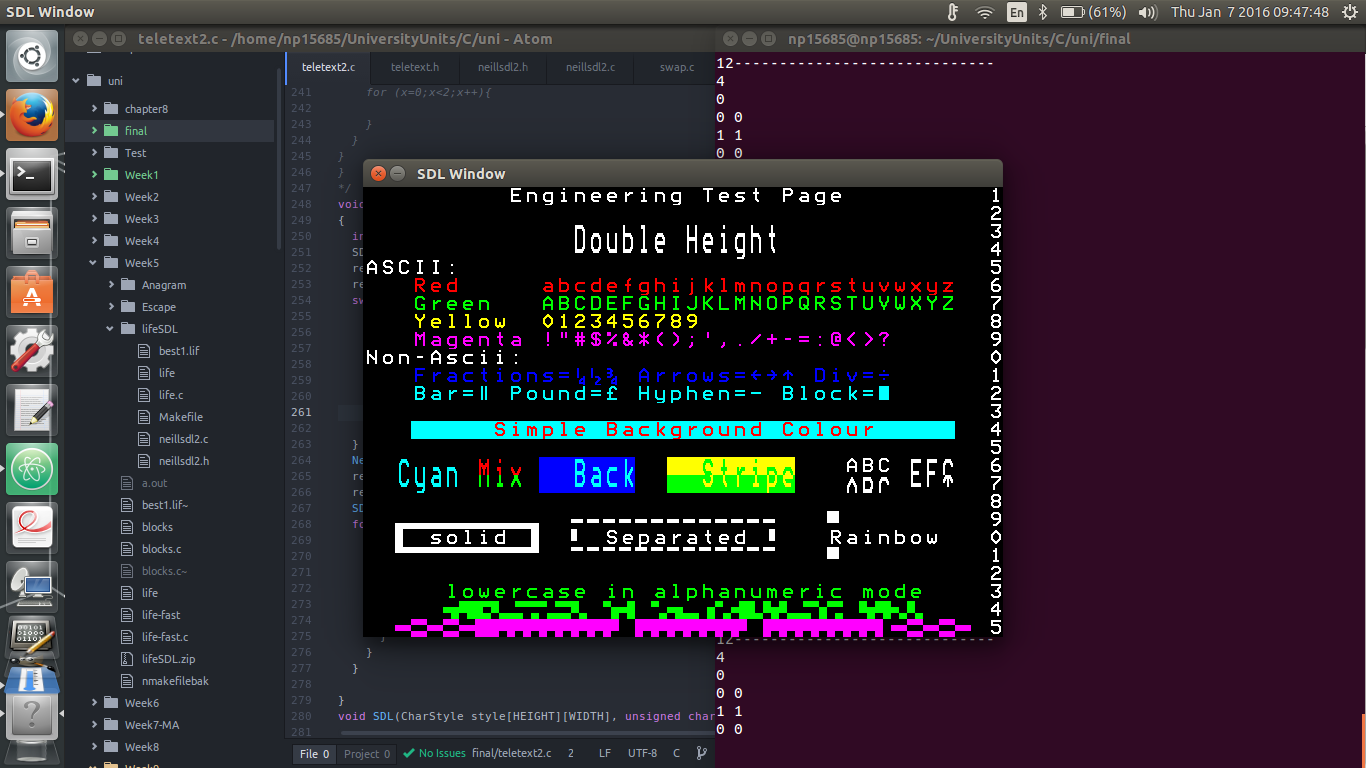 SDL Window
En
(61%)
Thu Jan 7 2016 09:47:48
teletext2.c - /home/np15685/UniversityUnits/C/uni - Atom
np15685@np15685: ~/UniversityUnits/C/uni/final
uni
chapter8
final
Test
Week1
Week2
Week3
Week4
Week5
Anagram
Escape
lifeSDL
best1.lif
life
life.c
Makefile
neillsdl2.c
neillsdl2.h
a.out
best1.lif~
blocks
blocks.c
blocks.c~
life
life-fast
life-fast.c
lifeSDL.zip
nmakefilebak
Week6
Week7-MA
Week8
teletext2.c
teletext.h
neillsdl2.h
neillsdl2.c
swap.c
241 for (x=0;x<2;x++){
242
243 }
244 }
245 }
246 }
247 */
248 void
249 {
250 in
251 SD
252 re
253 re
254 sw
255
256
257
258
259
260
261
262
263 }
264 Ne
265 re
266 re
267 SD
268 fo
269
270
271
272
273
274
275 }
276 }
277 }
278
279 }
280 void SDL(CharStyle style[HEIGHT][WIDTH], unsigned char
281
File 0
Project 0
No Issues
final/teletext2.c
2
LF
UTF-8
C
12----------------------------
4
0
0 0
1 1
0 0
SDL Window
Engineering Test Page 1
2
Double Height 3
4
ASCII: 5
Red abcdefghijklmnopqrstuvwxyz 6
Green ABCDEFGHIJKLMNOPQRSTUVWXYZ 7
Yellow 0123456789 8
Magenta !"#$%&*();',./+-=:@<>? 9
Non-Ascii: 0
Fractions=¼½¾ Arrows=←→↑ Div=÷ 1
Bar=‖ Pound=£ Hyphen=- Block=■ 2
3
Simple Background Colour 4
5
Cyan Mix Back Stripe ABC 6
7
8
9
solid Separated Rainbow 0
1
2
lowercase in alphanumeric mode 3
4
5
12----------------------------
4
0
0 0
1 1
0 0